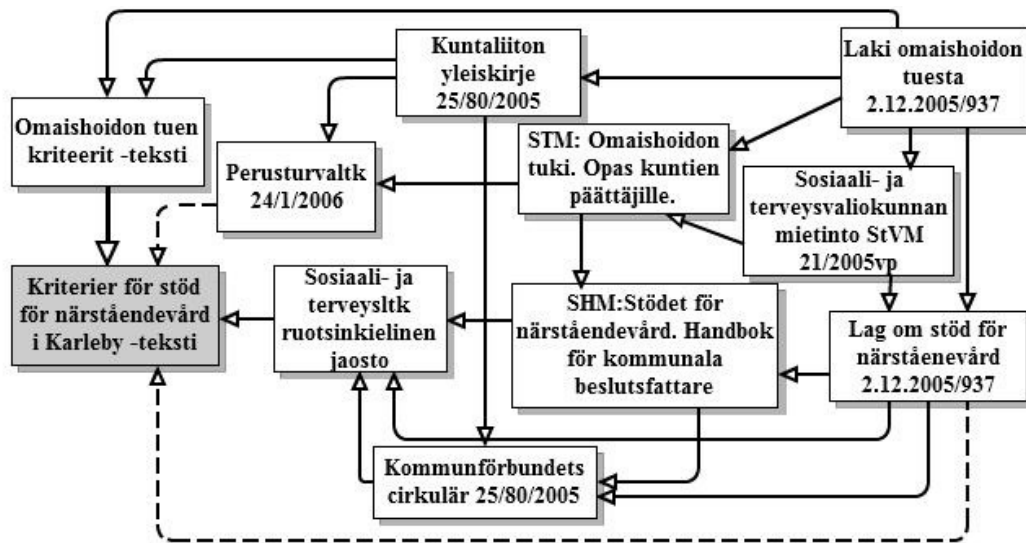 Kuntaliiton
yleiskirje
25/80/2005
Laki omaishoidon
tuesta
2.12.2005/937
Omaishoidon tuen
kriteerit -teksti
STM: Omaishoidon
tuki. Opas kuntien
päättäjille.
Perusturvaltk
24/1/2006
Sosiaali- ja
terveysvaliokunnan
mietinto StVM
21/2005vp
Kriterier för stöd
för närståendevård
i Karleby -teksti
Sosiaali- ja
terveysltk
ruotsinkielinen
jaosto
SHM:Stödet för
närståendevård. Handbok
för kommunala
beslutsfattare
Lag om stöd för
närståenevård
2.12.2005/937
Kommunförbundets
cirkulär 25/80/2005